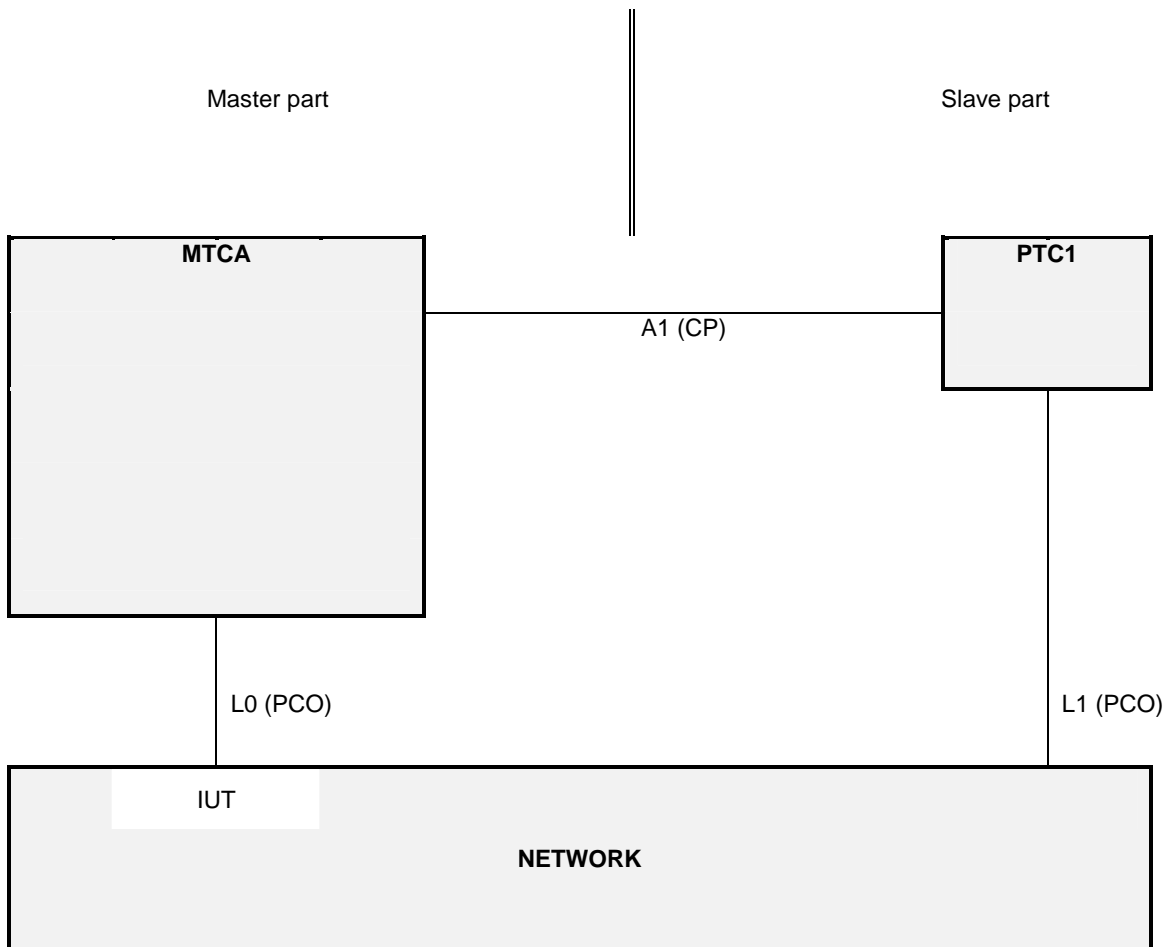 Master part
Slave part
MTCA
PTC1
A1 (CP)
L0 (PCO)
L1 (PCO)
IUT
NETWORK